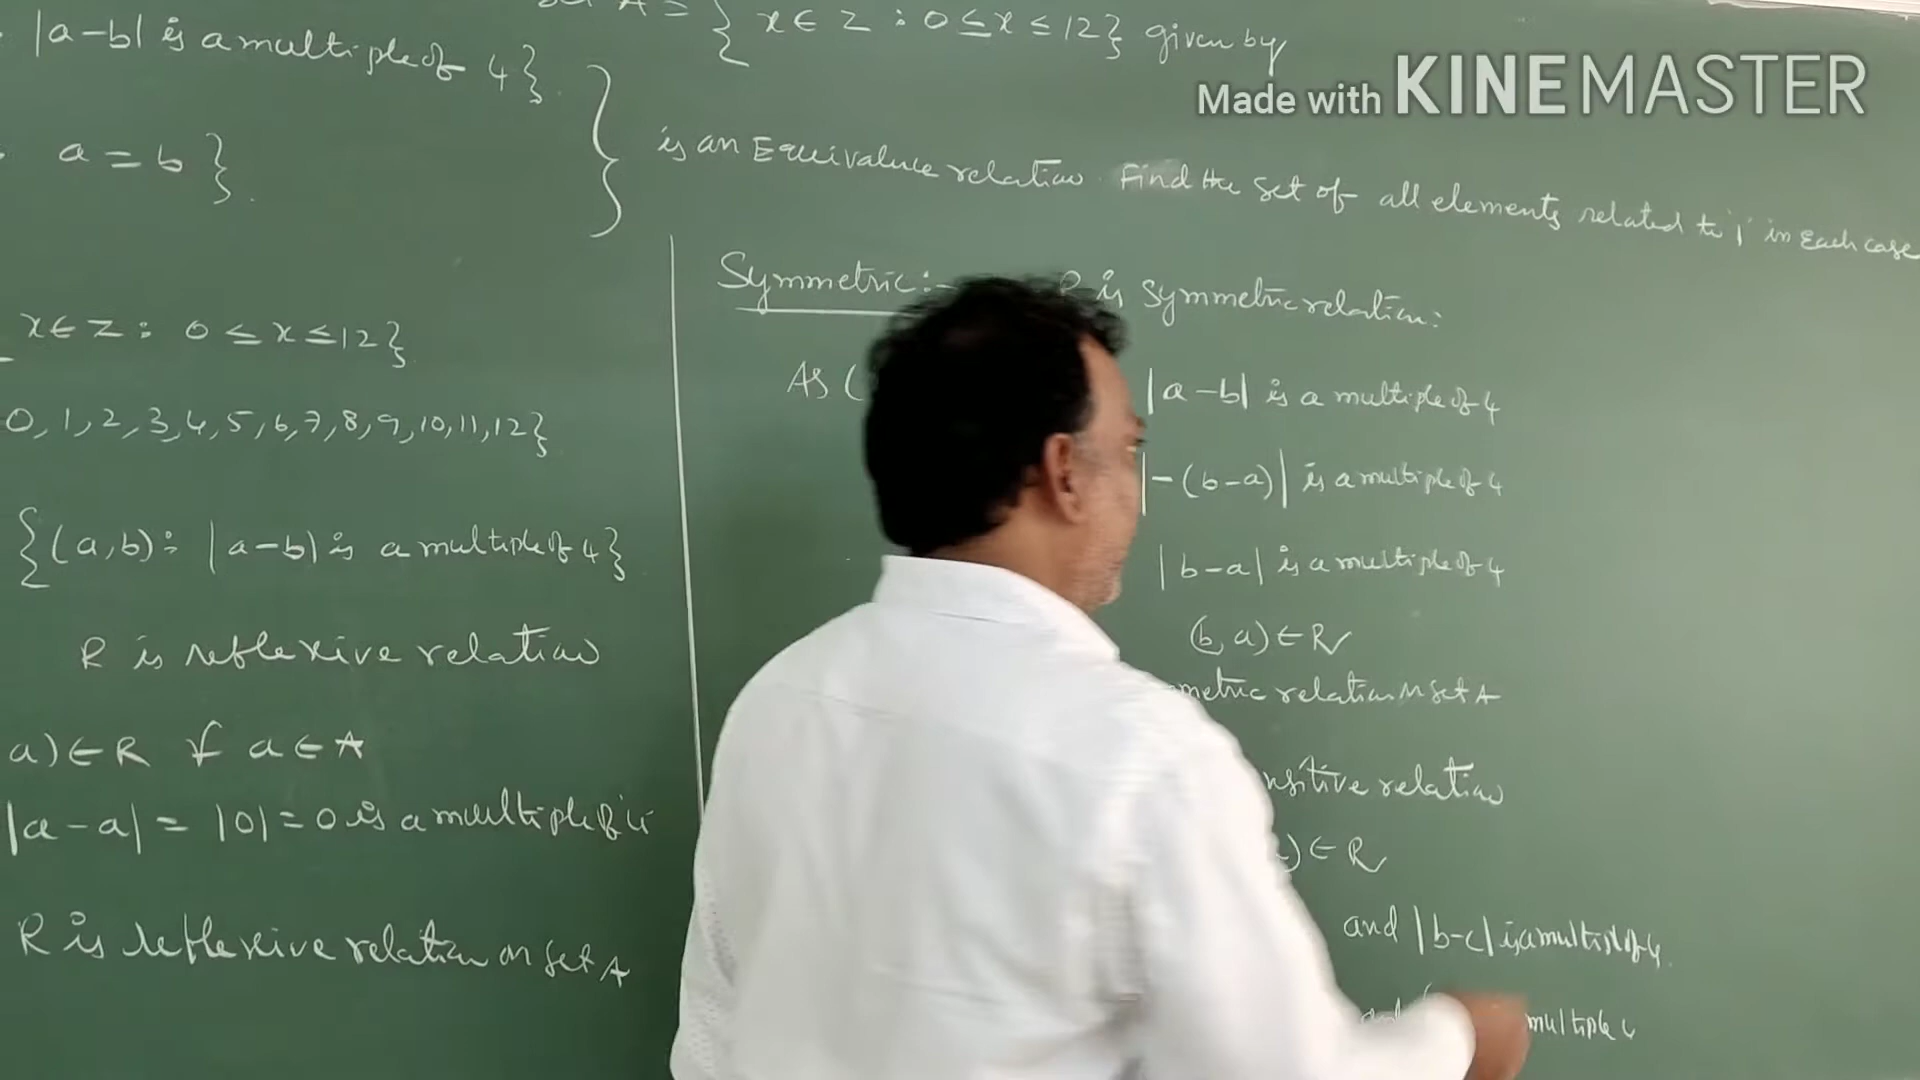 |a-b| is a multiple of 4}
a = b}.
x ∈ Z : 0 ≤ x ≤ 12}
0, 1, 2, 3, 4, 5, 6, 7, 8, 9, 10, 11, 12}
{(a,b): |a-b| is a multiple of 4}
R is reflexive relation
a) ∈ R ∀ a ∈ A
|a-a| = |0| = 0 is a multiple of '4'
R is reflexive relation on set A
A = {x ∈ Z : 0 ≤ x ≤ 12} given by
Made with KINEMASTER
is an Equivalence relation. Find the set of all elements related to '1' in Each case
Symmetric:- R is symmetric relation:
As ( |a-b| is a multiple of 4
|-(b-a)| is a multiple of 4
|b-a| is a multiple of 4
(b, a) ∈ R
metric relation on set A
nsitive relation
) ∈ R
and |b-c| is a multiple of 4.
and multiple 4